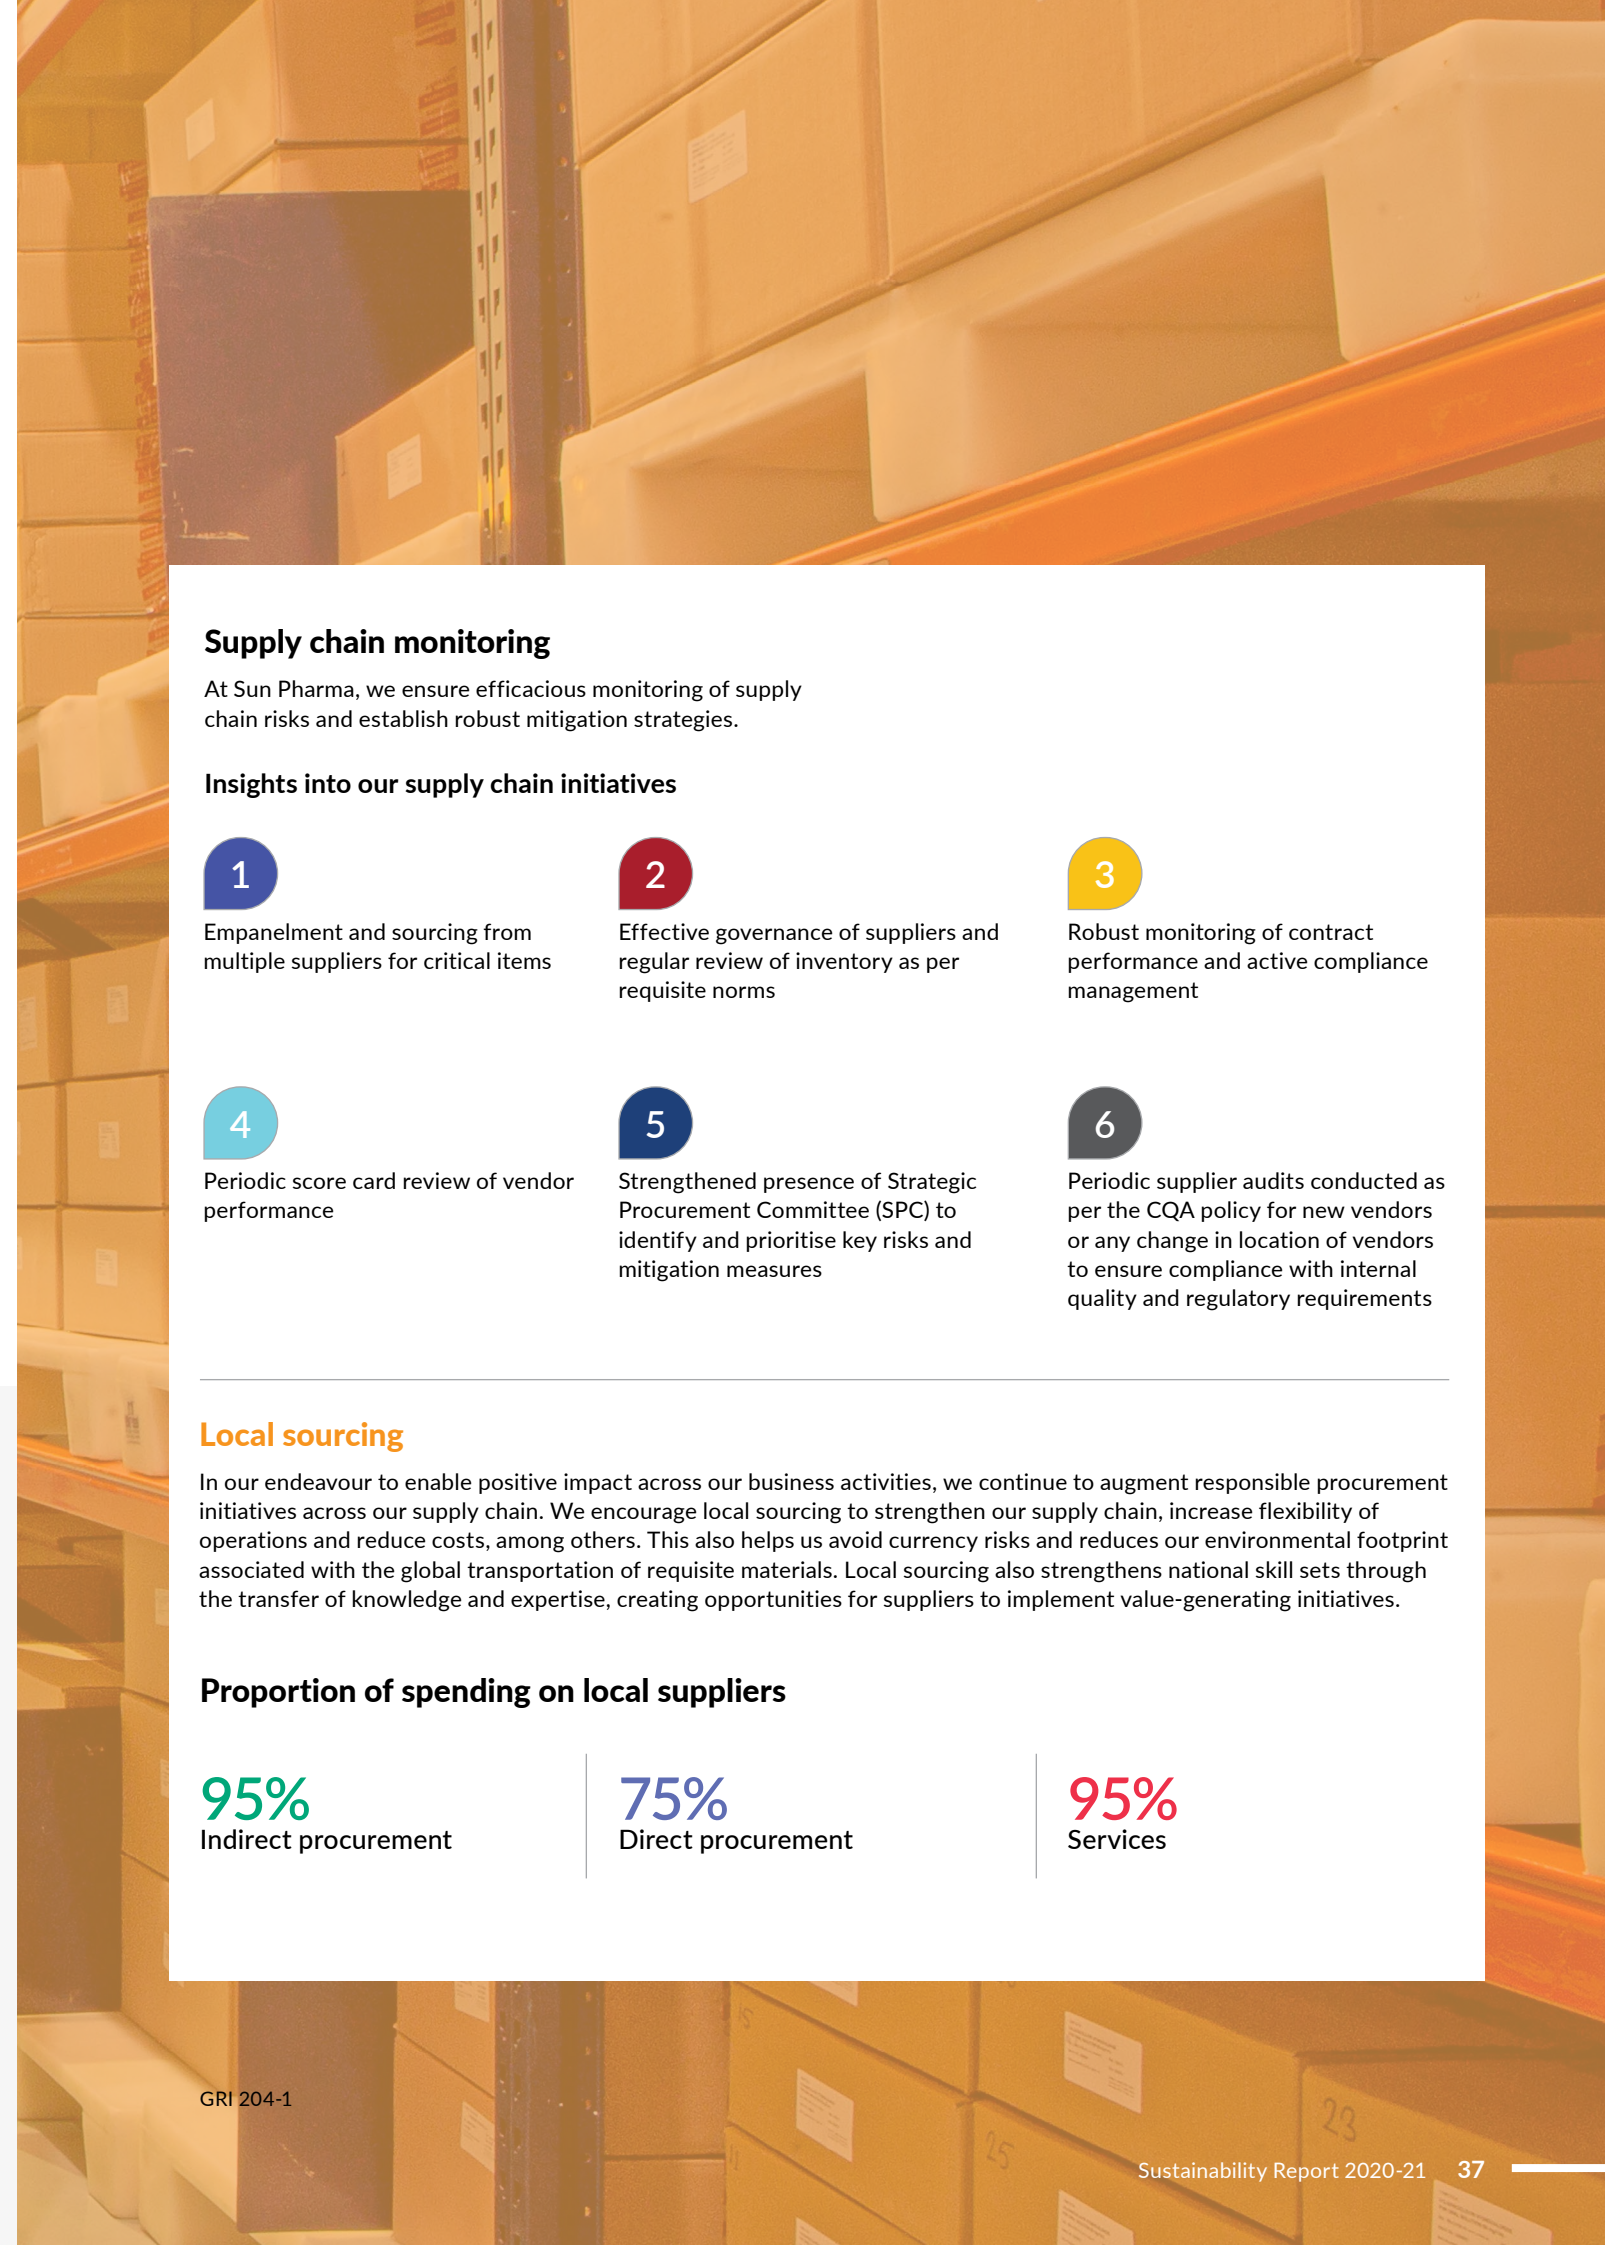 Supply chain monitoring
At Sun Pharma, we ensure efficacious monitoring of supply
chain risks and establish robust mitigation strategies.
Insights into our supply chain initiatives
1
Empanelment and sourcing from
multiple suppliers for critical items
2
Effective governance of suppliers and
regular review of inventory as per
requisite norms
3
Robust monitoring of contract
performance and active compliance
management
4
Periodic score card review of vendor
performance
5
Strengthened presence of Strategic
Procurement Committee (SPC) to
identify and prioritise key risks and
mitigation measures
6
Periodic supplier audits conducted as
per the CQA policy for new vendors
or any change in location of vendors
to ensure compliance with internal
quality and regulatory requirements
Local sourcing
In our endeavour to enable positive impact across our business activities, we continue to augment responsible procurement
initiatives across our supply chain. We encourage local sourcing to strengthen our supply chain, increase flexibility of
operations and reduce costs, among others. This also helps us avoid currency risks and reduces our environmental footprint
associated with the global transportation of requisite materials. Local sourcing also strengthens national skill sets through
the transfer of knowledge and expertise, creating opportunities for suppliers to implement value-generating initiatives.
Proportion of spending on local suppliers
95%
Indirect procurement
75%
Direct procurement
95%
Services
15
23
25
GRI 204-1
Sustainability Report 2020-21 37